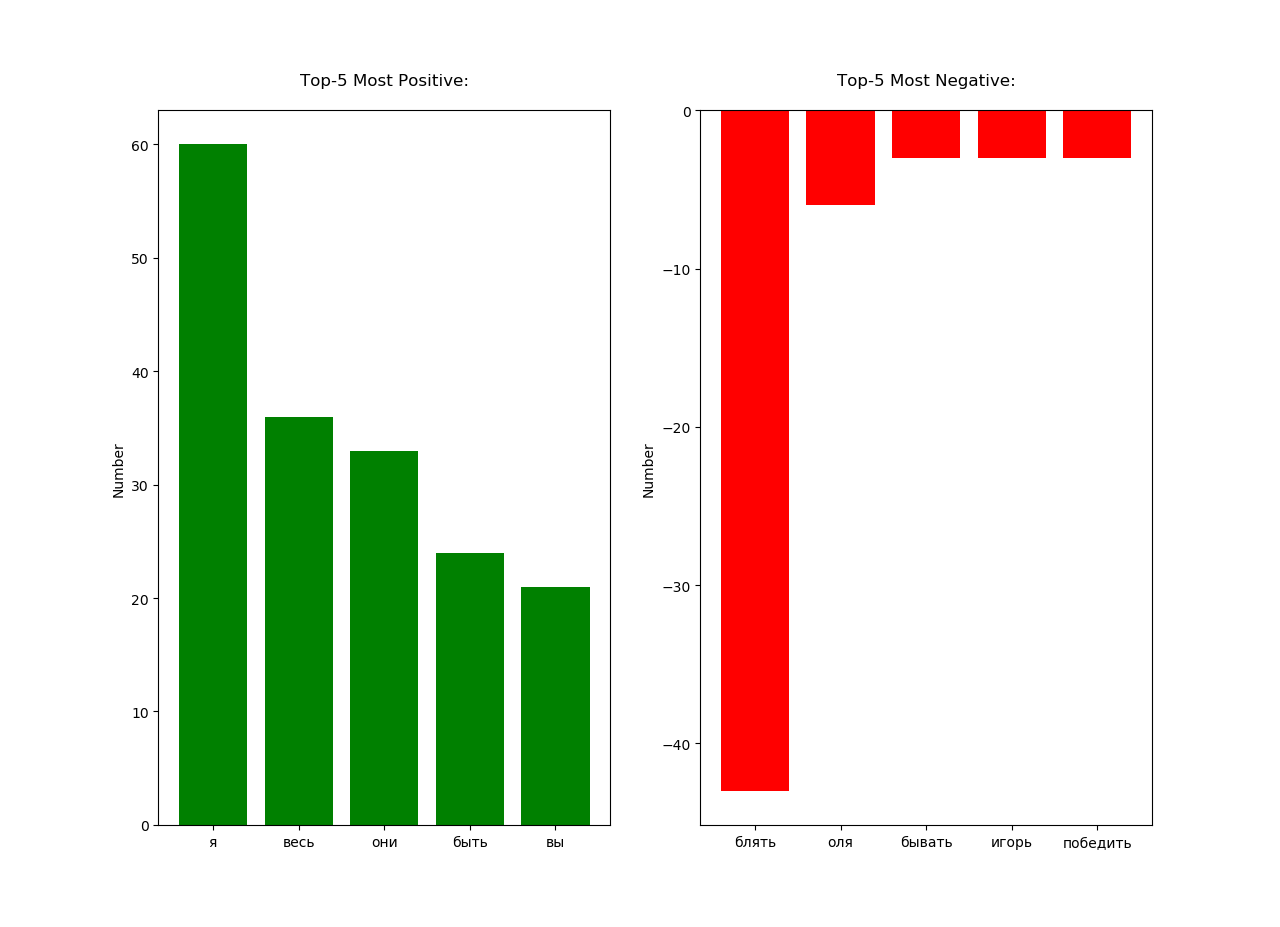 Top-5 Most Positive:
Number
60
50
40
30
20
10
0
я весь они быть вы
Top-5 Most Negative:
Number
0
−10
−20
−30
−40
блять оля бывать игорь победить